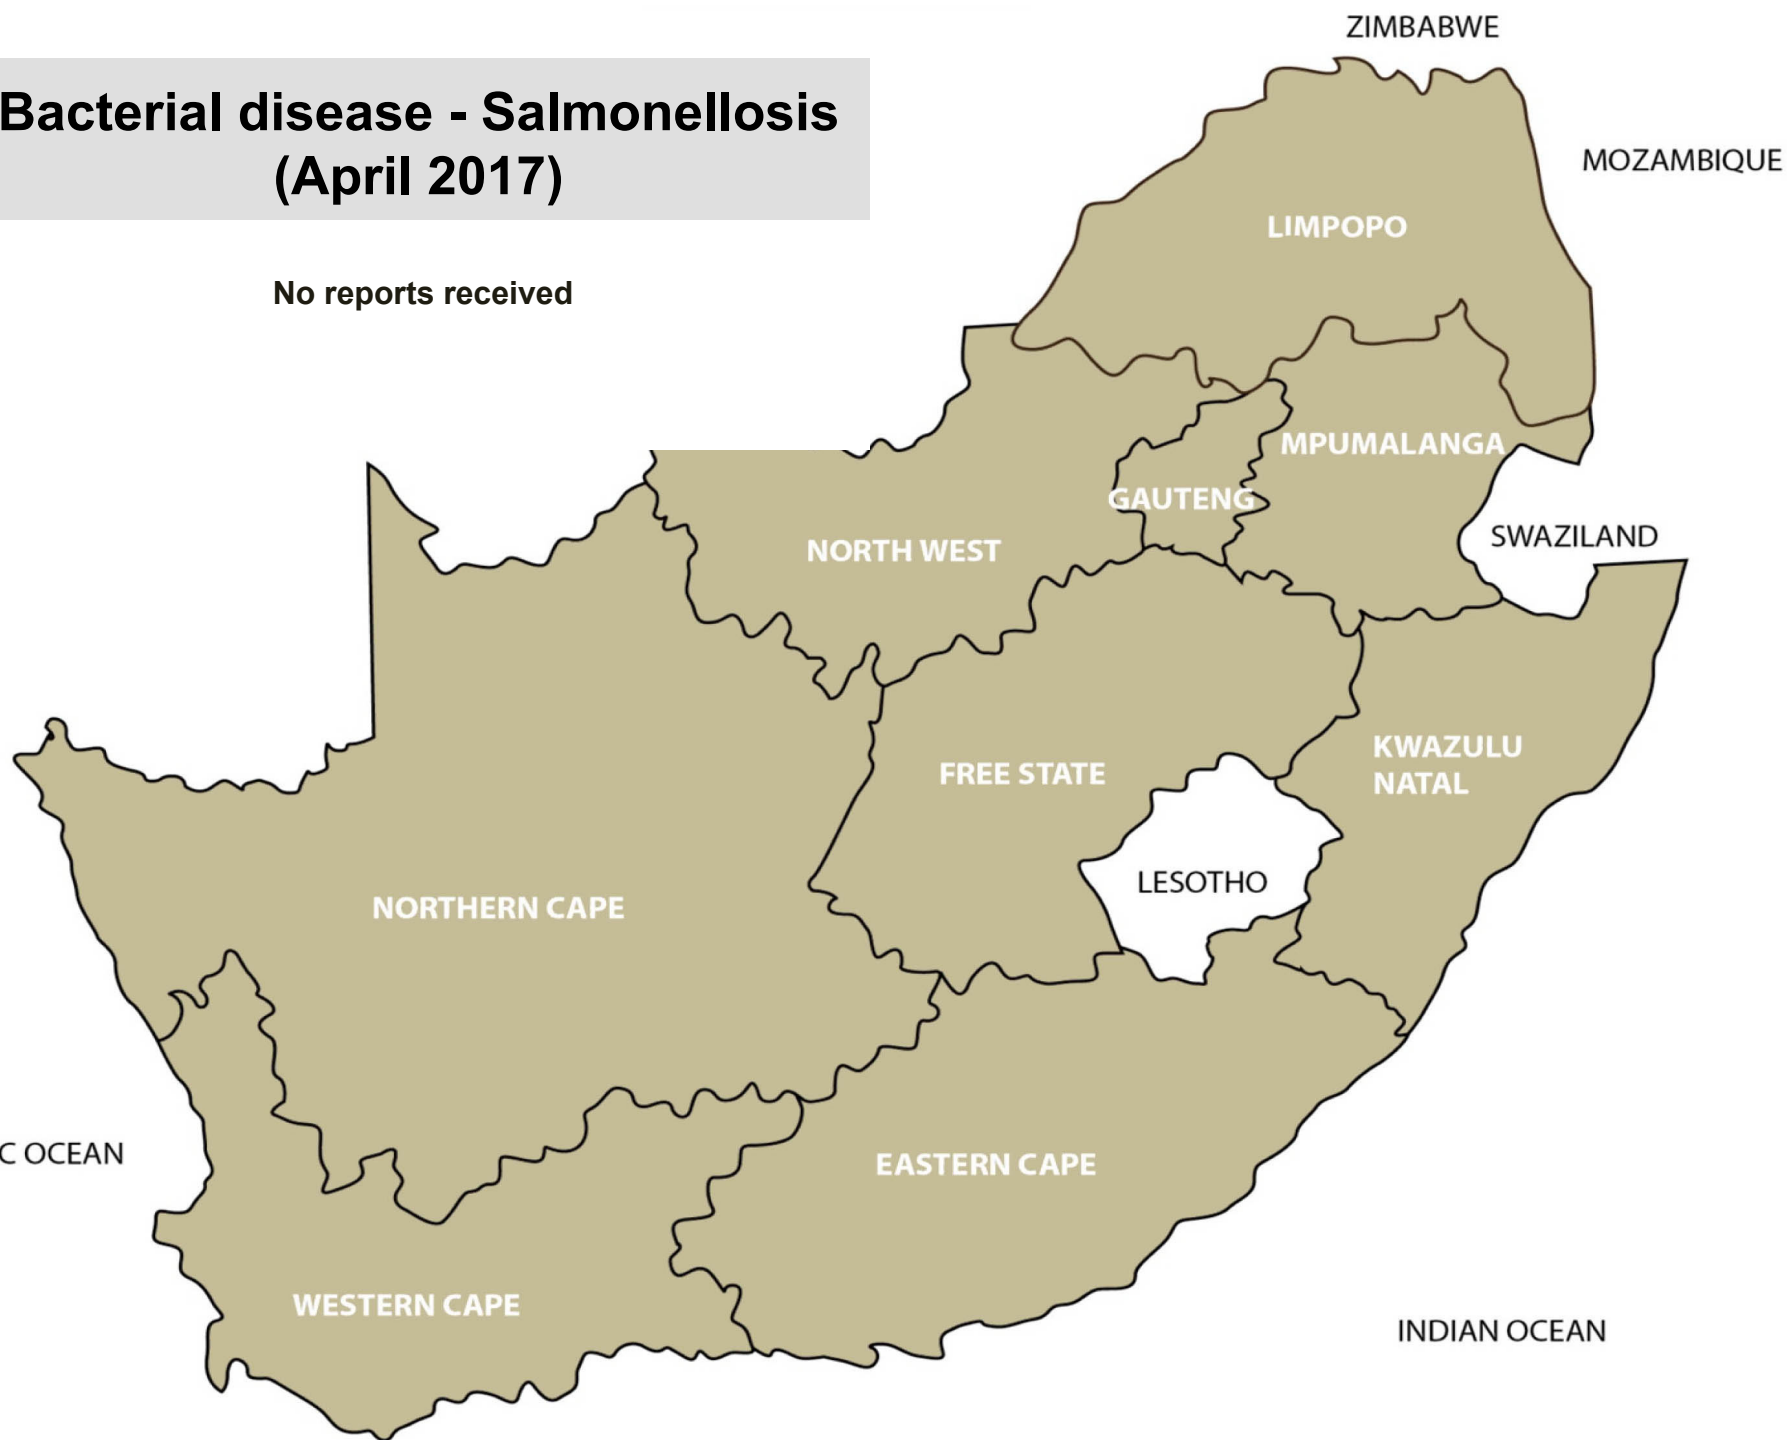 ZIMBABWE
Bacterial disease - Salmonellosis
(April 2017)
MOZAMBIQUE
LIMPOPO
No reports received
MPUMALANGA
GAUTENG
NORTH WEST
SWAZILAND
KWAZULU
NATAL
FREE STATE
LESOTHO
NORTHERN CAPE
C OCEAN
EASTERN CAPE
WESTERN CAPE
INDIAN OCEAN